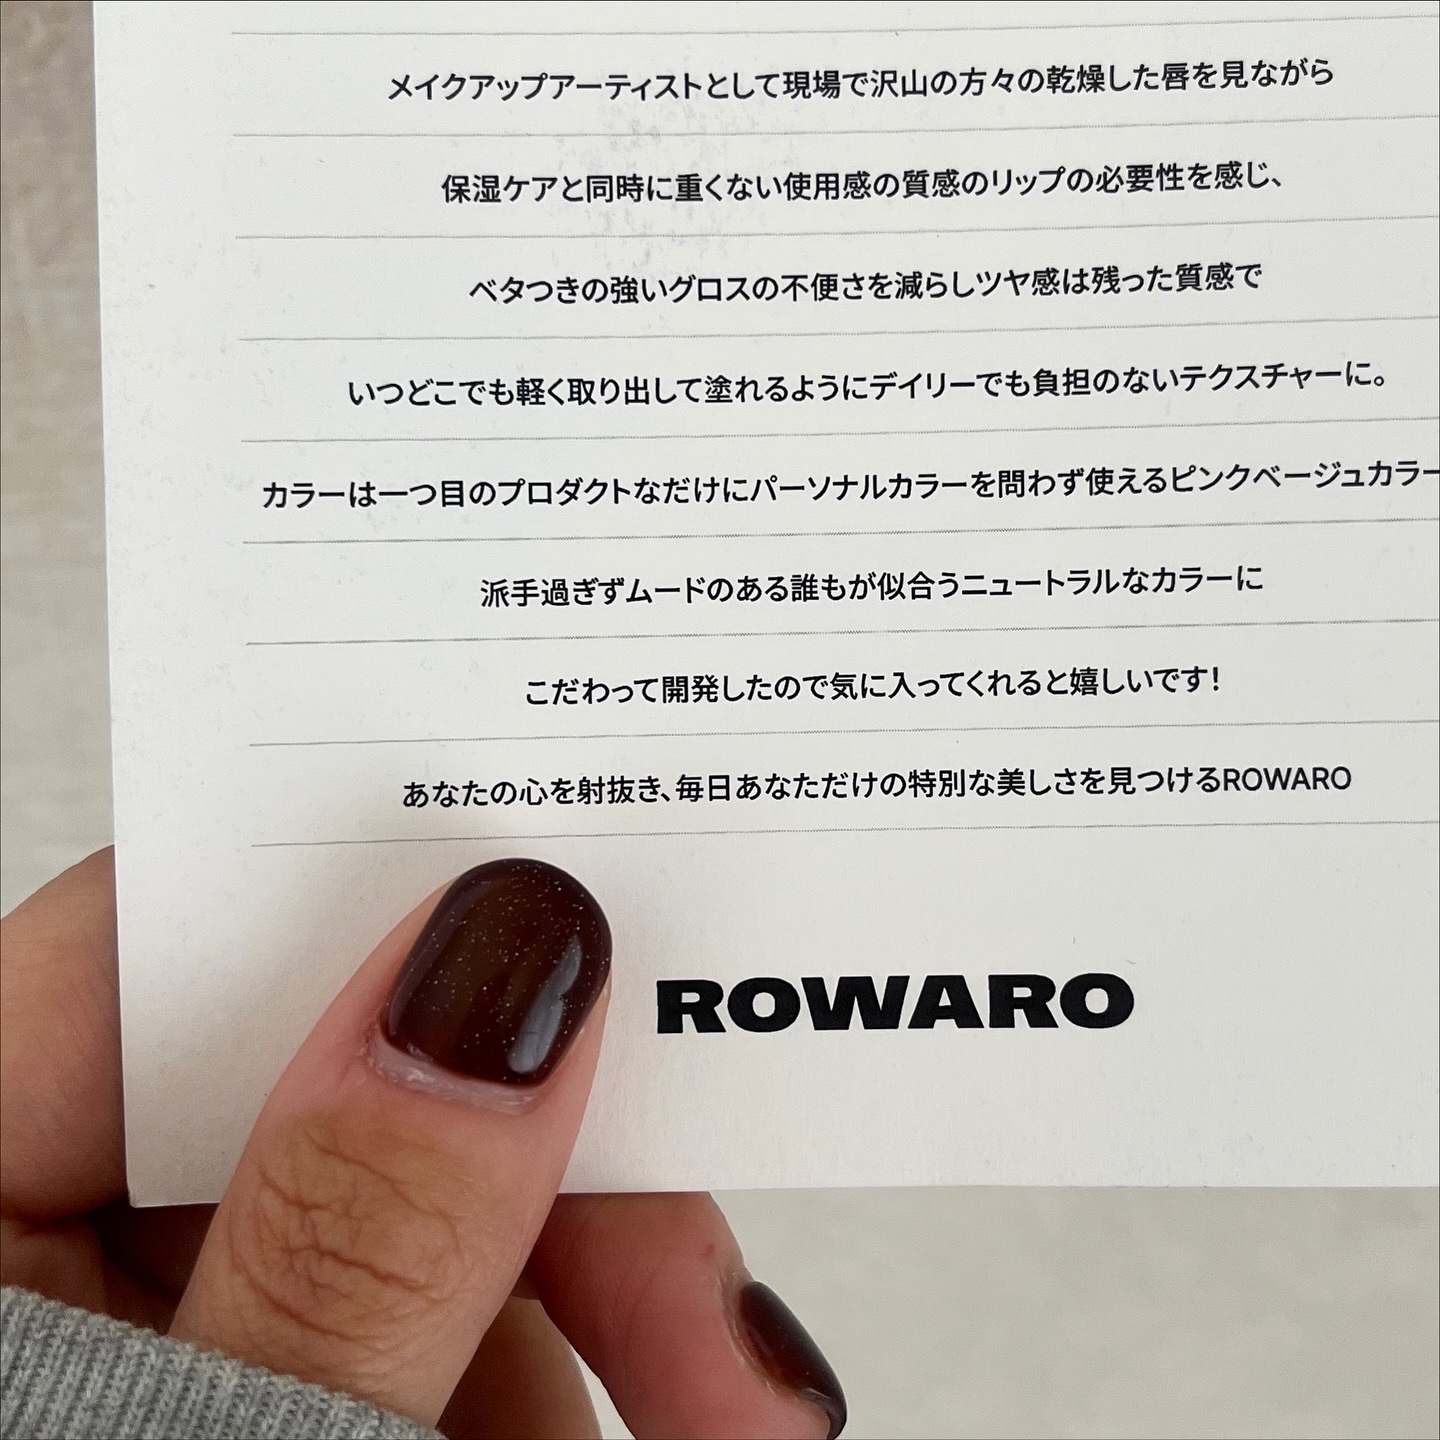 メイクアップアーティストとして現場で沢山の方々の乾燥した唇を見ながら
保湿ケアと同時に重くない使用感の質感のリップの必要性を感じ、
ベタつきの強いグロスの不便さを減らしツヤ感は残った質感で
いつどこでも軽く取り出して塗れるようにデイリーでも負担のないテクスチャーに。
カラーは一つ目のプロダクトなだけにパーソナルカラーを問わず使えるピンクベージュカラー
派手過ぎずムードのある誰もが似合うニュートラルなカラーに
こだわって開発したので気に入ってくれると嬉しいです！
あなたの心を射抜き、毎日あなただけの特別な美しさを見つけるROWARO
ROWARO